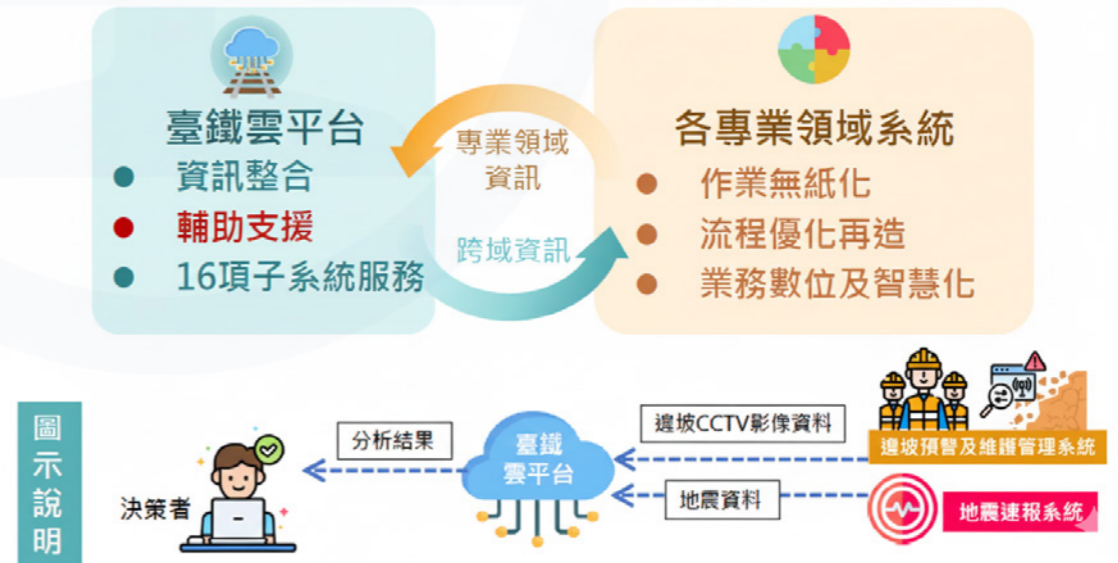 臺鐵雲平台
資訊整合
輔助支援
16項子系統服務
專業領域
資訊
跨域資訊
各專業領域系統
作業無紙化
流程優化再造
業務數位及智慧化
圖示說明
決策者
分析結果
臺鐵
雲平台
邊坡CCTV影像資料
地震資料
邊坡預警及維護管理系統
地震速報系統